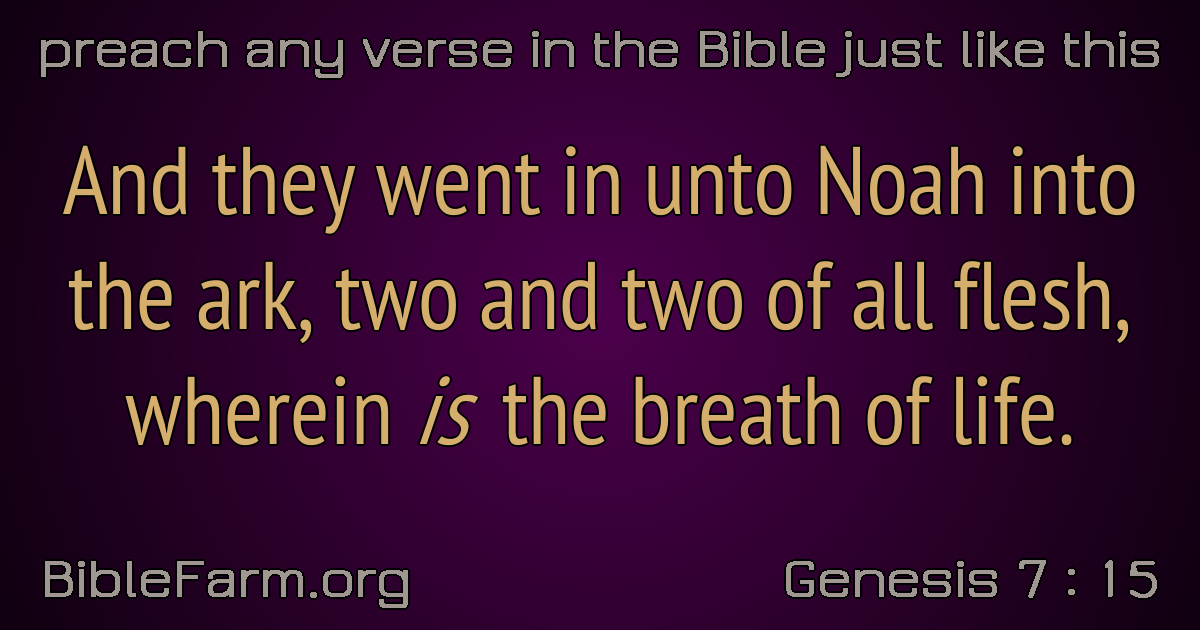 preach any verse in the Bible just like this
And they went in unto Noah into
the ark, two and two of all flesh,
wherein is the breath of life.
BibleFarm.org
Genesis 7 : 15